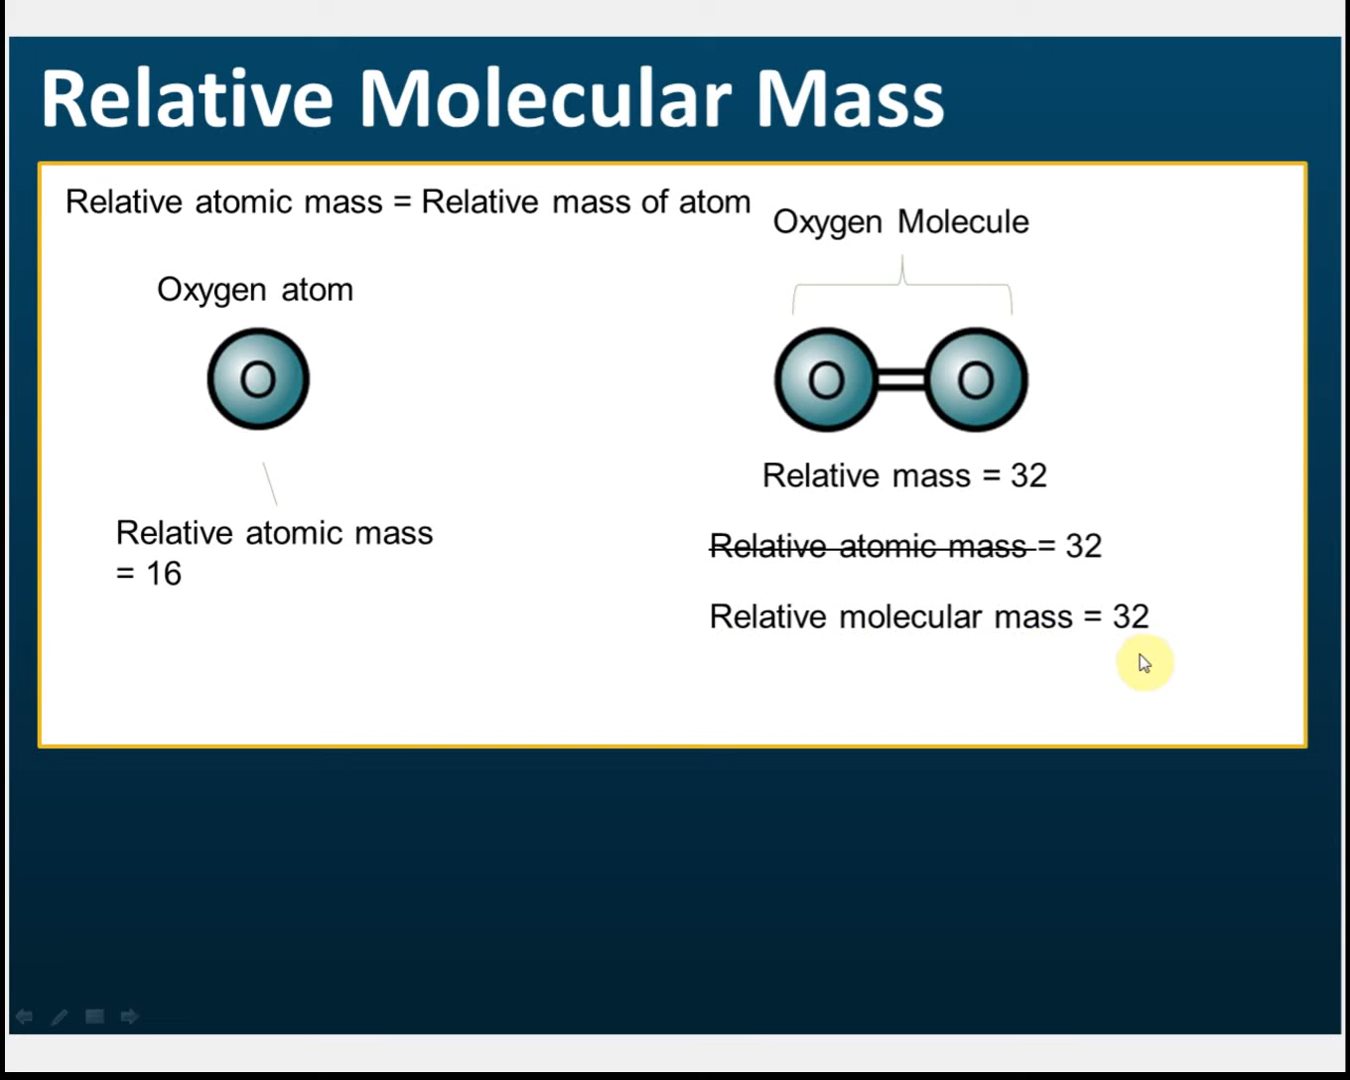 Relative Molecular Mass
Relative atomic mass = Relative mass of atom
Oxygen atom
O
Relative atomic mass
= 16
Oxygen Molecule
O O
Relative mass = 32
Relative atomic mass = 32
Relative molecular mass = 32